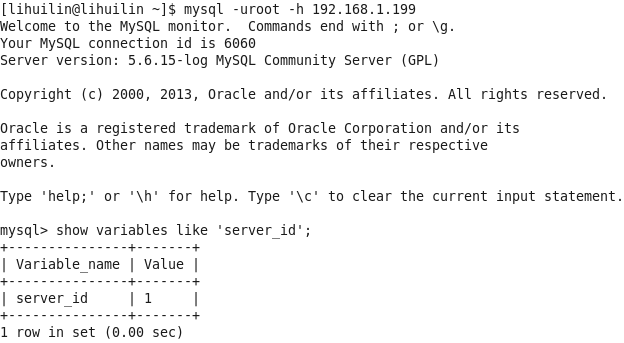 [lihuilin@lihuilin ~]$ mysql -uroot -h 192.168.1.199
Welcome to the MySQL monitor.  Commands end with ; or \g.
Your MySQL connection id is 6060
Server version: 5.6.15-log MySQL Community Server (GPL)

Copyright (c) 2000, 2013, Oracle and/or its affiliates. All rights reserved.

Oracle is a registered trademark of Oracle Corporation and/or its
affiliates. Other names may be trademarks of their respective
owners.

Type 'help;' or '\h' for help. Type '\c' to clear the current input statement.

mysql> show variables like 'server_id';
+---------------+-------+
| Variable_name | Value |
+---------------+-------+
| server_id     | 1     |
+---------------+-------+
1 row in set (0.00 sec)